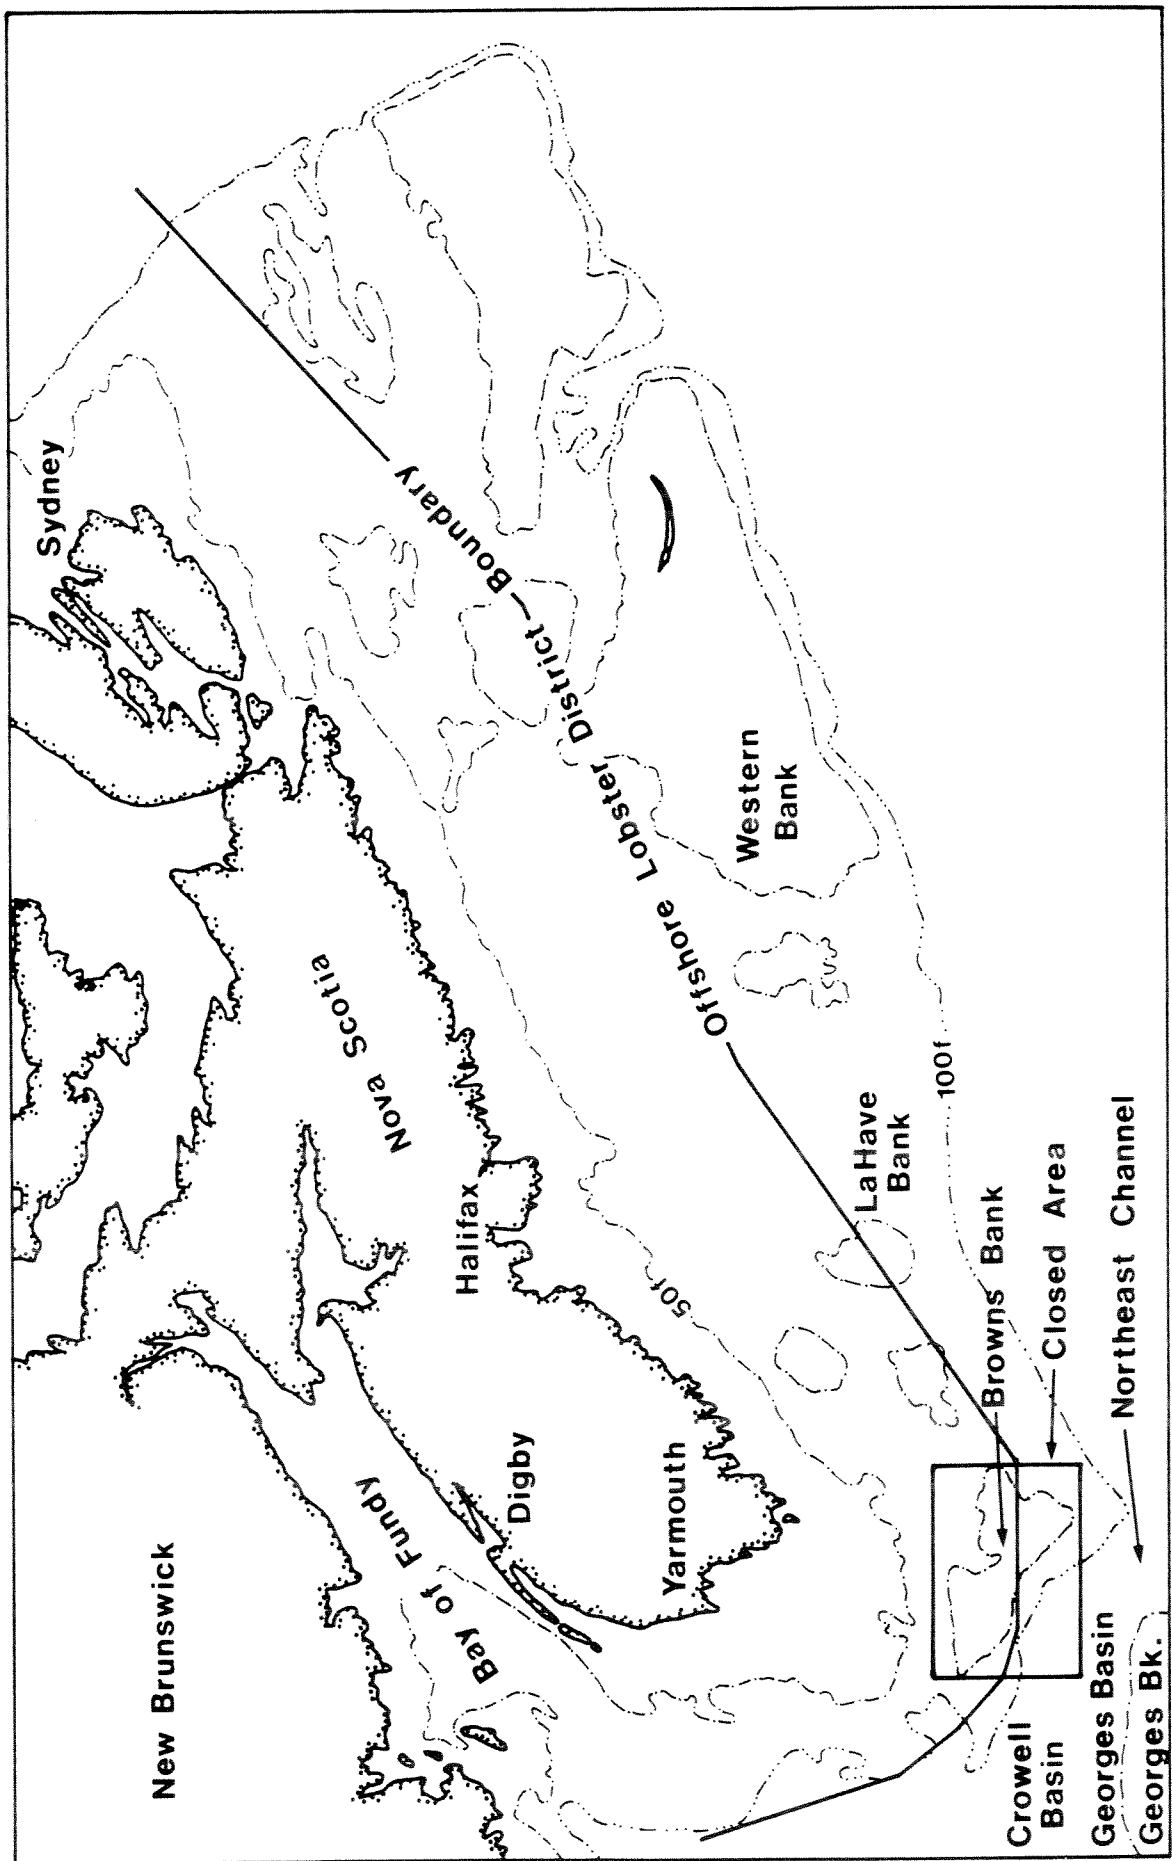 New Brunswick
Bay of Fundy
Digby
Yarmouth
Halifax
Nova Scotia
Sydney
Offshore Lobster District Boundary
Western
Bank
LaHave
Bank
50f
100f
Browns Bank
Closed Area
Northeast Channel
Crowell
Basin
Georges Basin
Georges Bk.